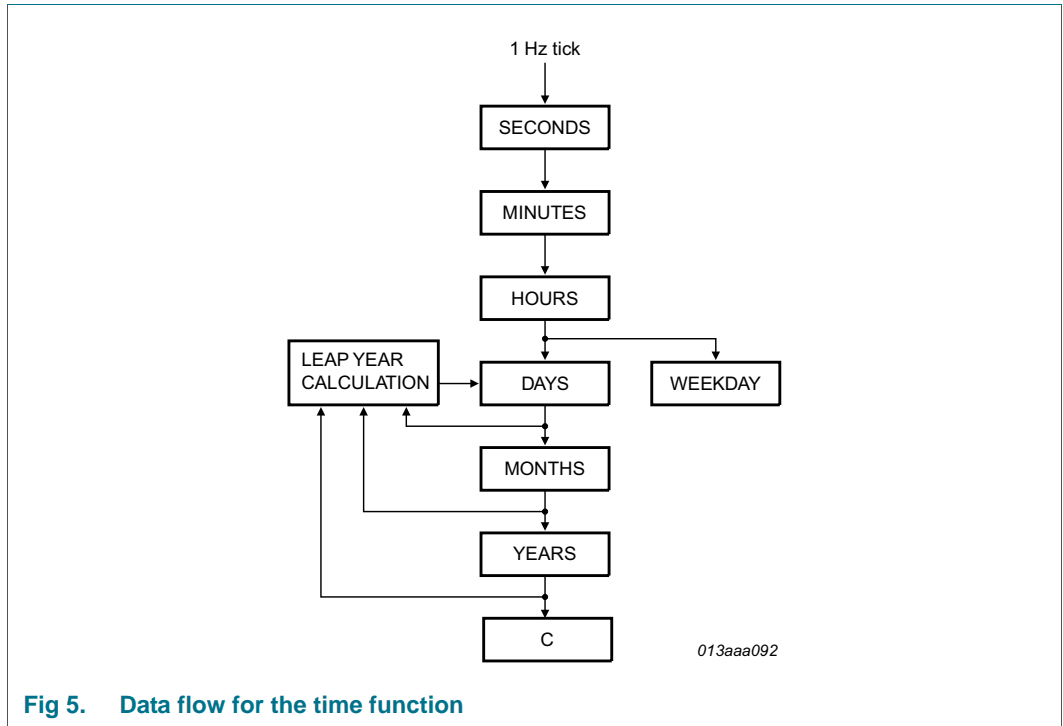 1 Hz tick
SECONDS
MINUTES
HOURS
LEAP YEAR
CALCULATION
DAYS
WEEKDAY
MONTHS
YEARS
C
013aaa092
Fig 5. Data flow for the time function